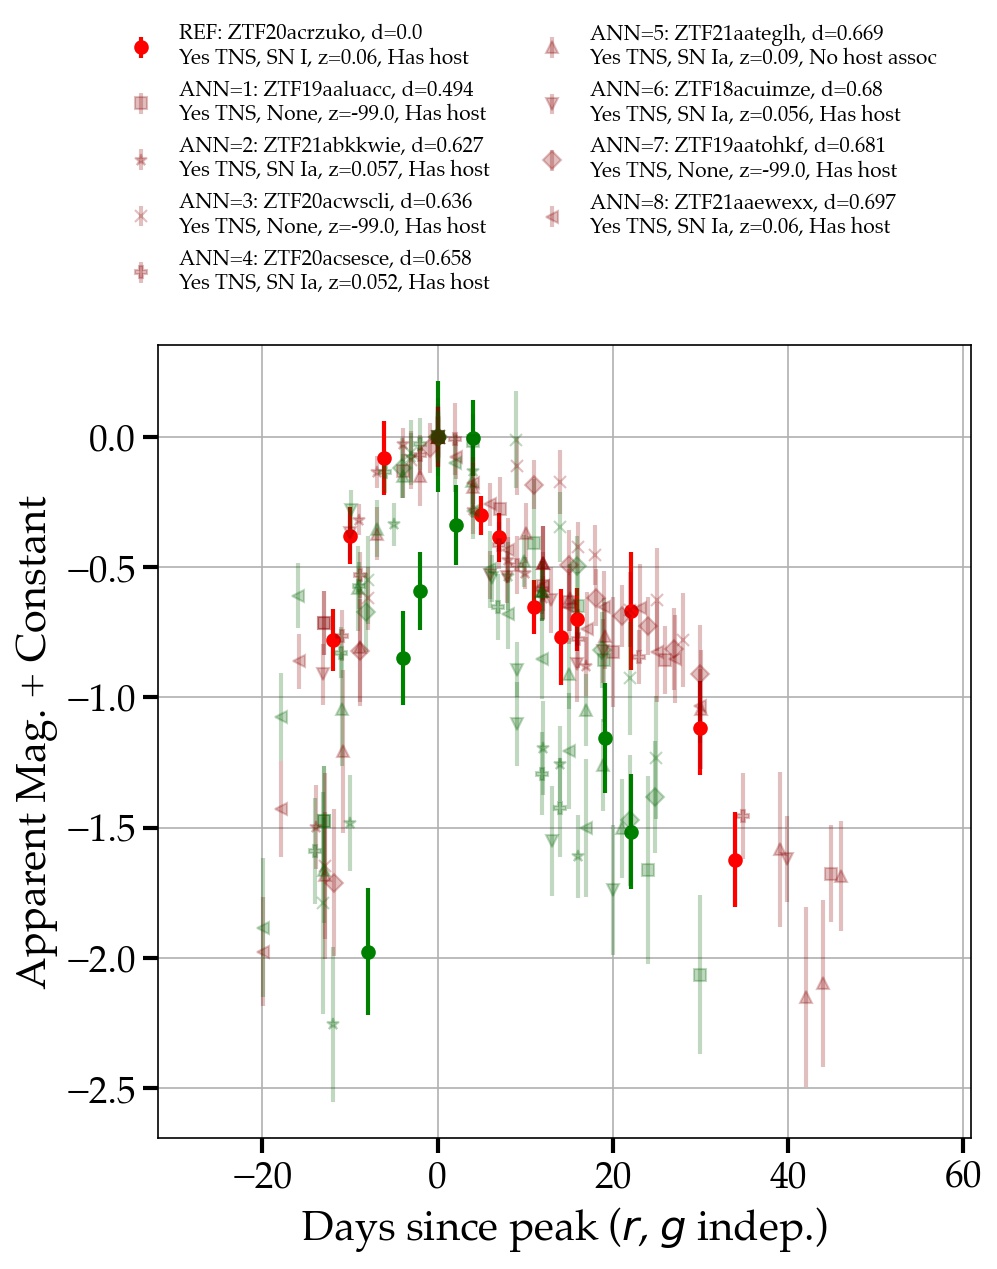 REF: ZTF20acrzuko, d=0.0
Yes TNS, SN I, z=0.06, Has host
ANN=1: ZTF19aaluacc, d=0.494
Yes TNS, None, z=-99.0, Has host
ANN=2: ZTF21abkkwie, d=0.627
Yes TNS, SN Ia, z=0.057, Has host
ANN=3: ZTF20acwscli, d=0.636
Yes TNS, None, z=-99.0, Has host
ANN=4: ZTF20acsesce, d=0.658
Yes TNS, SN Ia, z=0.052, Has host
ANN=5: ZTF21aateglh, d=0.669
Yes TNS, SN Ia, z=0.09, No host assoc
ANN=6: ZTF18acuimze, d=0.68
Yes TNS, SN Ia, z=0.056, Has host
ANN=7: ZTF19aatohkf, d=0.681
Yes TNS, None, z=-99.0, Has host
ANN=8: ZTF21aaewexx, d=0.697
Yes TNS, SN Ia, z=0.06, Has host
Apparent Mag. + Constant
0.0
−0.5
−1.0
−1.5
−2.0
−2.5
−20
0
20
40
60
Days since peak (r, g indep.)